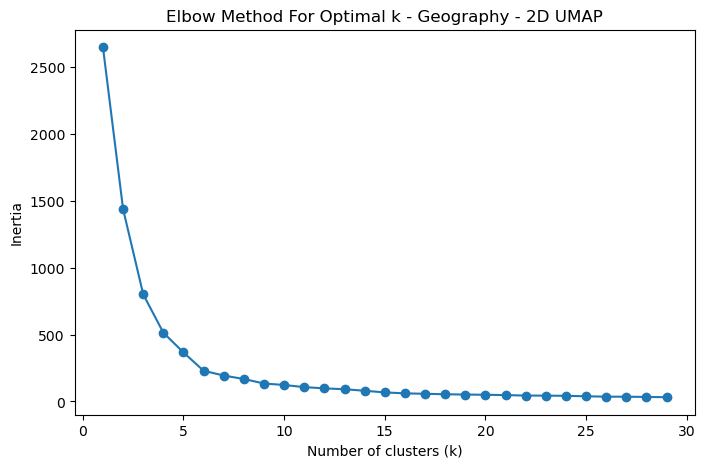 Elbow Method For Optimal k - Geography - 2D UMAP
2500
2000
1500
1000
500
0
Inertia
0 5 10 15 20 25 30
Number of clusters (k)